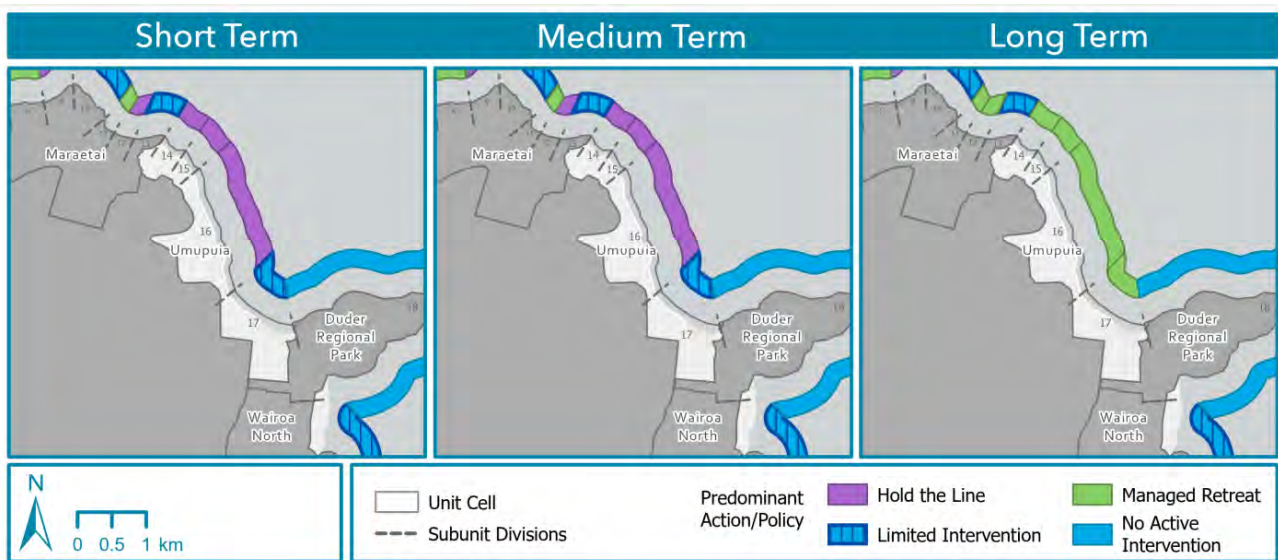 Short Term
Medium Term
Long Term
14
15
Maraetai
16
Umupuia
17
18
Duder
Regional
Park
Wairoa
North
14
15
Maraetai
16
Umupuia
17
18
Duder
Regional
Park
Wairoa
North
14
15
Maraetai
16
Umupuia
17
18
Duder
Regional
Park
Wairoa
North
N
0 0.5 1 km
Unit Cell
Subunit Divisions
Predominant
Action/Policy
Hold the Line
Limited Intervention
Managed Retreat
No Active
Intervention